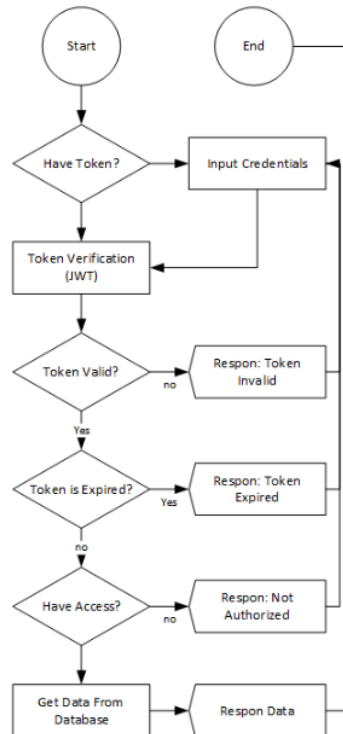 Start
End
Have Token?
Input Credentials
Token Verification
(JWT)
Token Valid?
no
Respon: Token
Invalid
Yes
Token is Expired?
Yes
Respon: Token
Expired
no
Have Access?
no
Respon: Not
Authorized
Get Data From
Database
Respon Data